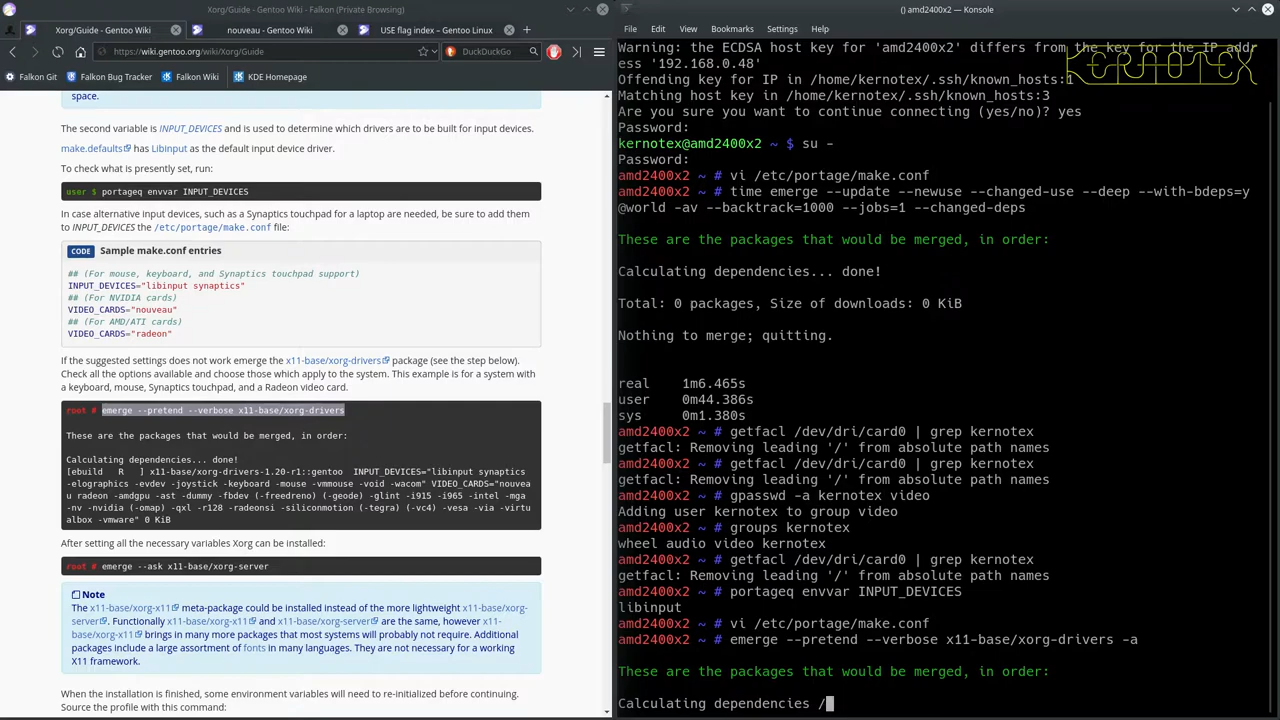 Xorg/Guide - Gentoo Wiki - Falkon (Private Browsing)
Xorg/Guide - Gentoo Wiki
nouveau - Gentoo Wiki
USE flag index – Gentoo Linux
https://wiki.gentoo.org/wiki/Xorg/Guide
DuckDuckGo
Falkon Git
Falkon Bug Tracker
Falkon Wiki
KDE Homepage
space.
The second variable is INPUT_DEVICES and is used to determine which drivers are to be built for input devices.
make.defaults has Libinput as the default input device driver.
To check what is presently set, run:
user $ portageq envvar INPUT_DEVICES
In case alternative input devices, such as a Synaptics touchpad for a laptop are needed, be sure to add them
to INPUT_DEVICES the /etc/portage/make.conf file:
CODE Sample make.conf entries
## (For mouse, keyboard, and Synaptics touchpad support)
INPUT_DEVICES="libinput synaptics"
## (For NVIDIA cards)
VIDEO_CARDS="nouveau"
## (For AMD/ATI cards)
VIDEO_CARDS="radeon"
If the suggested settings does not work emerge the x11-base/xorg-drivers package (see the step below).
Check all the options available and choose those which apply to the system. This example is for a system with
a keyboard, mouse, Synaptics touchpad, and a Radeon video card.
root # emerge --pretend --verbose x11-base/xorg-drivers
These are the packages that would be merged, in order:
Calculating dependencies... done!
[ebuild   R   ] x11-base/xorg-drivers-1.20-r1::gentoo  INPUT_DEVICES="libinput synaptics
-elographics -evdev -joystick -keyboard -mouse -vmmouse -void -wacom" VIDEO_CARDS="nouvea
u radeon -amdgpu -ast -dummy -fbdev (-freedreno) (-geode) -glint -i915 -i965 -intel -mga
-nv -nvidia (-omap) -qxl -r128 -radeonsi -siliconmotion (-tegra) (-vc4) -vesa -via -virtu
albox -vmware" 0 KiB
After setting all the necessary variables Xorg can be installed:
root # emerge --ask x11-base/xorg-server
Note
The x11-base/xorg-x11 meta-package could be installed instead of the more lightweight x11-base/xorg-
server. Functionally x11-base/xorg-x11 and x11-base/xorg-server are the same, however x11-
base/xorg-x11 brings in many more packages that most systems will probably not require. Additional
packages include a large assortment of fonts in many languages. They are not necessary for a working
X11 framework.
When the installation is finished, some environment variables will need to re-initialized before continuing.
Source the profile with this command:
() amd2400x2 — Konsole
File Edit View Bookmarks Settings Help
Warning: the ECDSA host key for 'amd2400x2' differs from the key for the IP addr
ess '192.168.0.48'
Offending key for IP in /home/kernotex/.ssh/known_hosts:1
Matching host key in /home/kernotex/.ssh/known_hosts:3
Are you sure you want to continue connecting (yes/no)? yes
Password:
kernotex@amd2400x2 ~ $ su -
Password:
amd2400x2 ~ # vi /etc/portage/make.conf
amd2400x2 ~ # time emerge --update --newuse --changed-use --deep --with-bdeps=y
@world -av --backtrack=1000 --jobs=1 --changed-deps
These are the packages that would be merged, in order:
Calculating dependencies... done!
Total: 0 packages, Size of downloads: 0 KiB
Nothing to merge; quitting.
real    1m6.465s
user    0m44.386s
sys     0m1.380s
amd2400x2 ~ # getfacl /dev/dri/card0 | grep kernotex
getfacl: Removing leading '/' from absolute path names
amd2400x2 ~ # getfacl /dev/dri/card0 | grep kernotex
getfacl: Removing leading '/' from absolute path names
amd2400x2 ~ # gpasswd -a kernotex video
Adding user kernotex to group video
amd2400x2 ~ # groups kernotex
wheel audio video kernotex
amd2400x2 ~ # getfacl /dev/dri/card0 | grep kernotex
getfacl: Removing leading '/' from absolute path names
amd2400x2 ~ # portageq envvar INPUT_DEVICES
libinput
amd2400x2 ~ # vi /etc/portage/make.conf
amd2400x2 ~ # emerge --pretend --verbose x11-base/xorg-drivers -a
These are the packages that would be merged, in order:
Calculating dependencies /
KERNOTEX